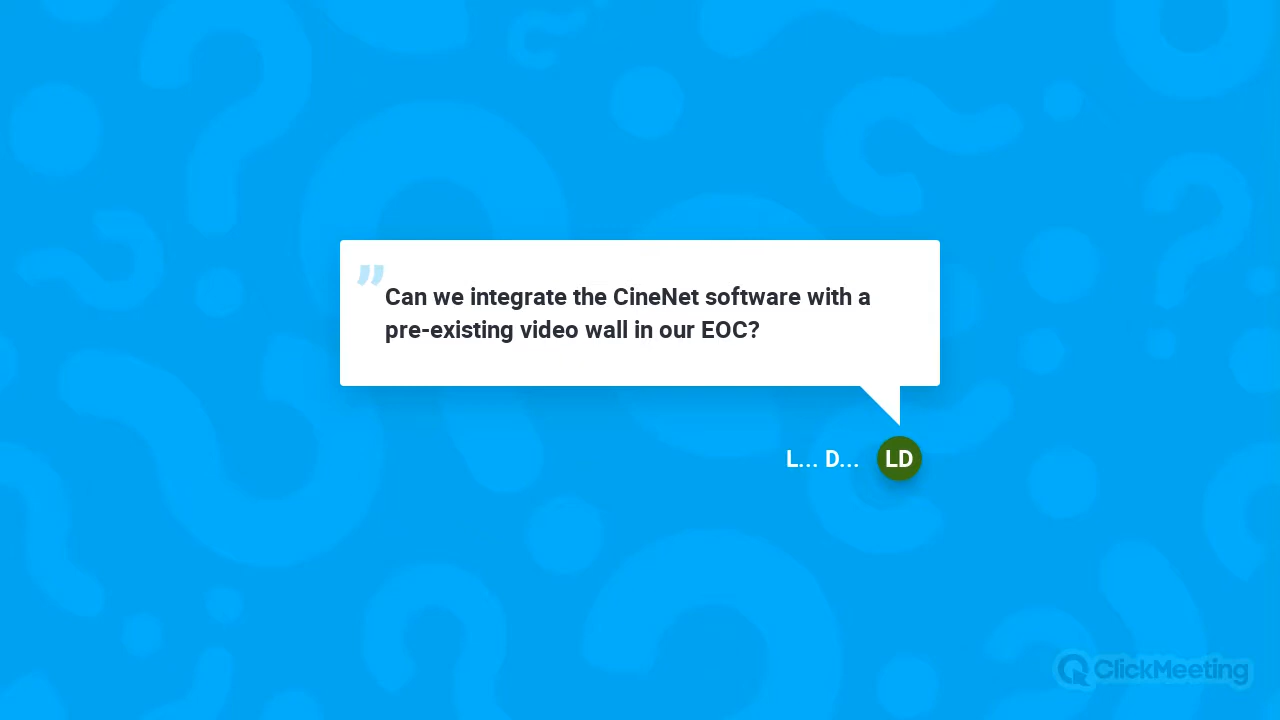 ”
Can we integrate the CineNet software with a
pre-existing video wall in our EOC?
L... D...
LD
ClickMeeting